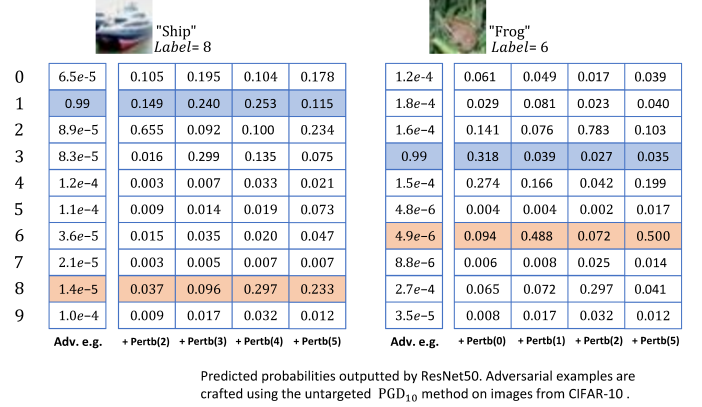 "Ship" "Frog"
Label= 8 Label= 6
0 6.5e-5 0.105 0.195 0.104 0.178 1.2e-4 0.061 0.049 0.017 0.039
1 0.99 0.149 0.240 0.253 0.115 1.8e−4 0.029 0.081 0.023 0.040
2 8.9e−5 0.655 0.092 0.100 0.234 1.6e−4 0.141 0.076 0.783 0.103
3 8.3e−5 0.016 0.299 0.135 0.075 0.99 0.318 0.039 0.027 0.035
4 1.2e−4 0.003 0.007 0.033 0.021 1.5e−4 0.274 0.166 0.042 0.199
5 1.1e−4 0.009 0.014 0.019 0.073 4.8e−6 0.004 0.004 0.002 0.017
6 3.6e−5 0.015 0.035 0.020 0.047 4.9e−6 0.094 0.488 0.072 0.500
7 2.1e−5 0.003 0.005 0.007 0.007 8.8e−6 0.006 0.008 0.025 0.014
8 1.4e−5 0.037 0.096 0.297 0.233 2.7e−4 0.065 0.072 0.297 0.041
9 1.0e−4 0.009 0.017 0.032 0.012 3.5e−5 0.008 0.017 0.032 0.012
Adv. e.g. + Pertb(2) + Pertb(3) + Pertb(4) + Pertb(5) Adv. e.g. + Pertb(0) + Pertb(1) + Pertb(2) + Pertb(5)
Predicted probabilities outputted by ResNet50. Adversarial examples are
crafted using the untargeted PGD₁₀ method on images from CIFAR-10 .